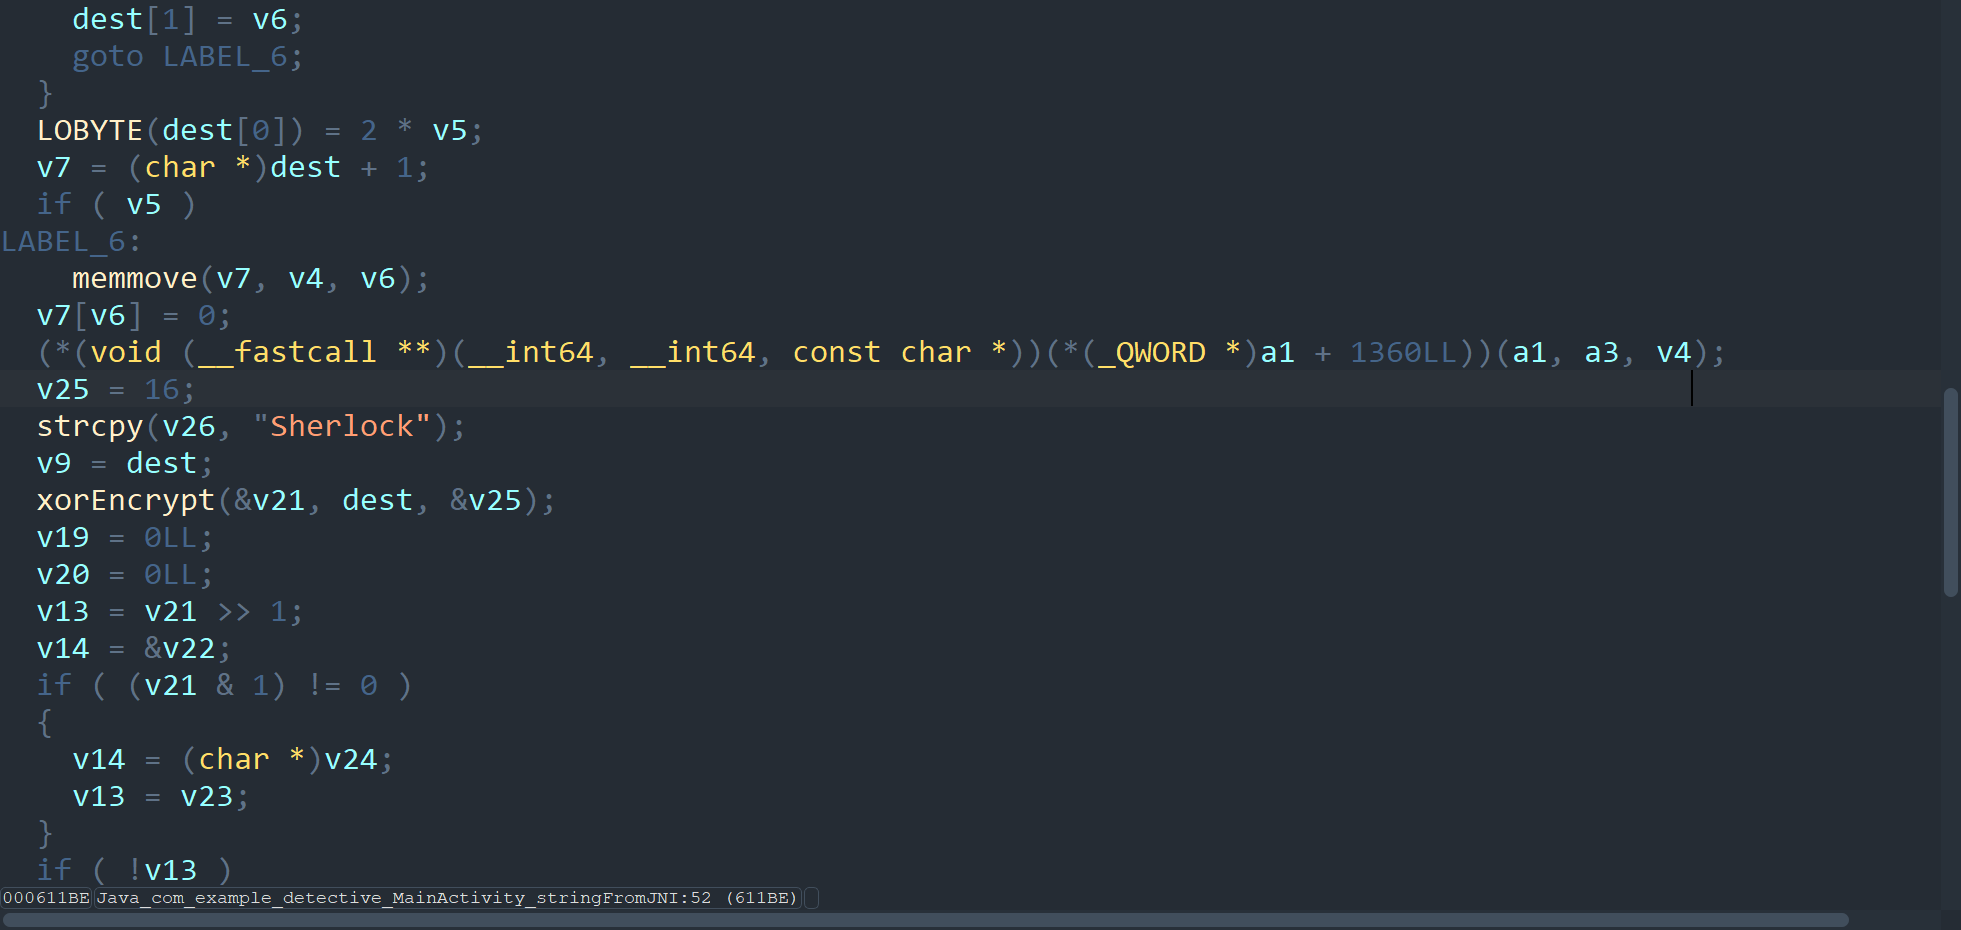 dest[1] = v6;
goto LABEL_6;
}
LOBYTE(dest[0]) = 2 * v5;
v7 = (char *)dest + 1;
if ( v5 )
LABEL_6:
memmove(v7, v4, v6);
v7[v6] = 0;
(*(void (__fastcall **)(__int64, __int64, const char *))(*(_QWORD *)a1 + 1360LL))(a1, a3, v4);
v25 = 16;
strcpy(v26, "Sherlock");
v9 = dest;
xorEncrypt(&v21, dest, &v25);
v19 = 0LL;
v20 = 0LL;
v13 = v21 >> 1;
v14 = &v22;
if ( (v21 & 1) != 0 )
{
v14 = (char *)v24;
v13 = v23;
}
if ( !v13 )
000611BE Java_com_example_detective_MainActivity_stringFromJNI:52 (611BE)